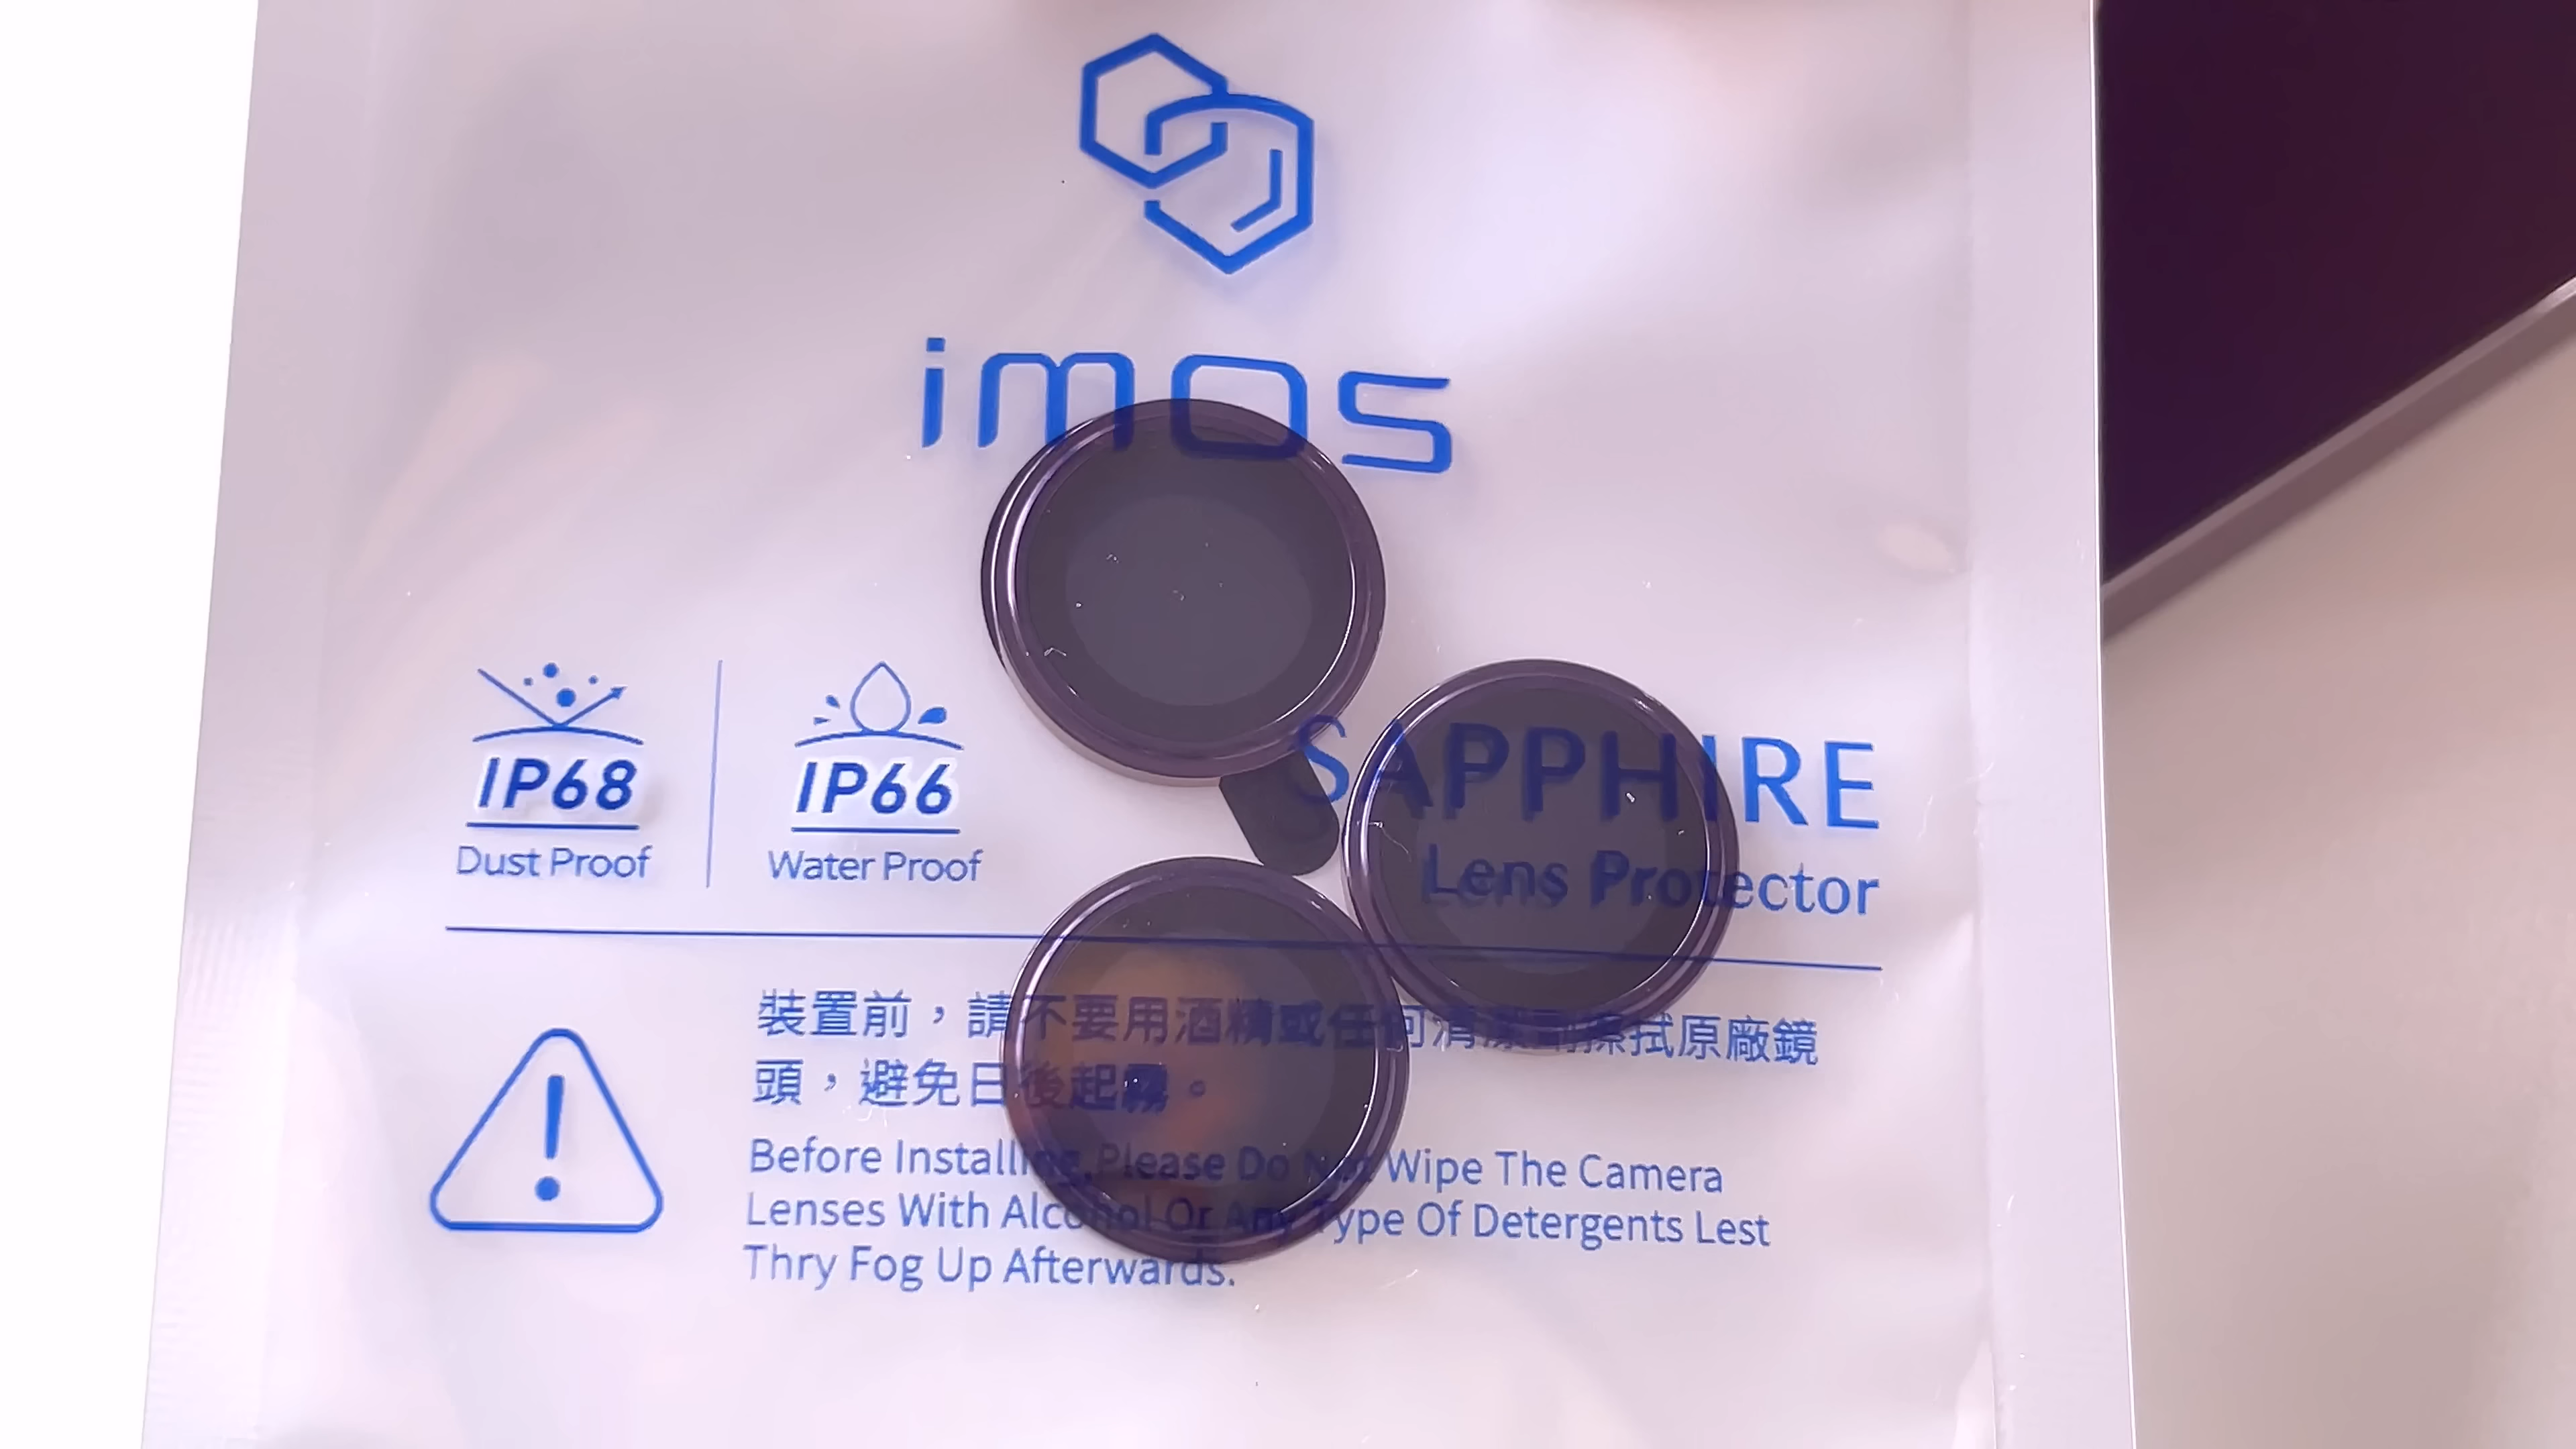 imos
IP68
Dust Proof
IP66
Water Proof
SAPPHIRE
Lens Protector
裝置前，請不要用酒精或任何清潔劑擦拭原廠鏡
頭，避免日後起霧。
Before Installing, Please Do Not Wipe The Camera
Lenses With Alcohol Or Any Type Of Detergents Lest
Thry Fog Up Afterwards.